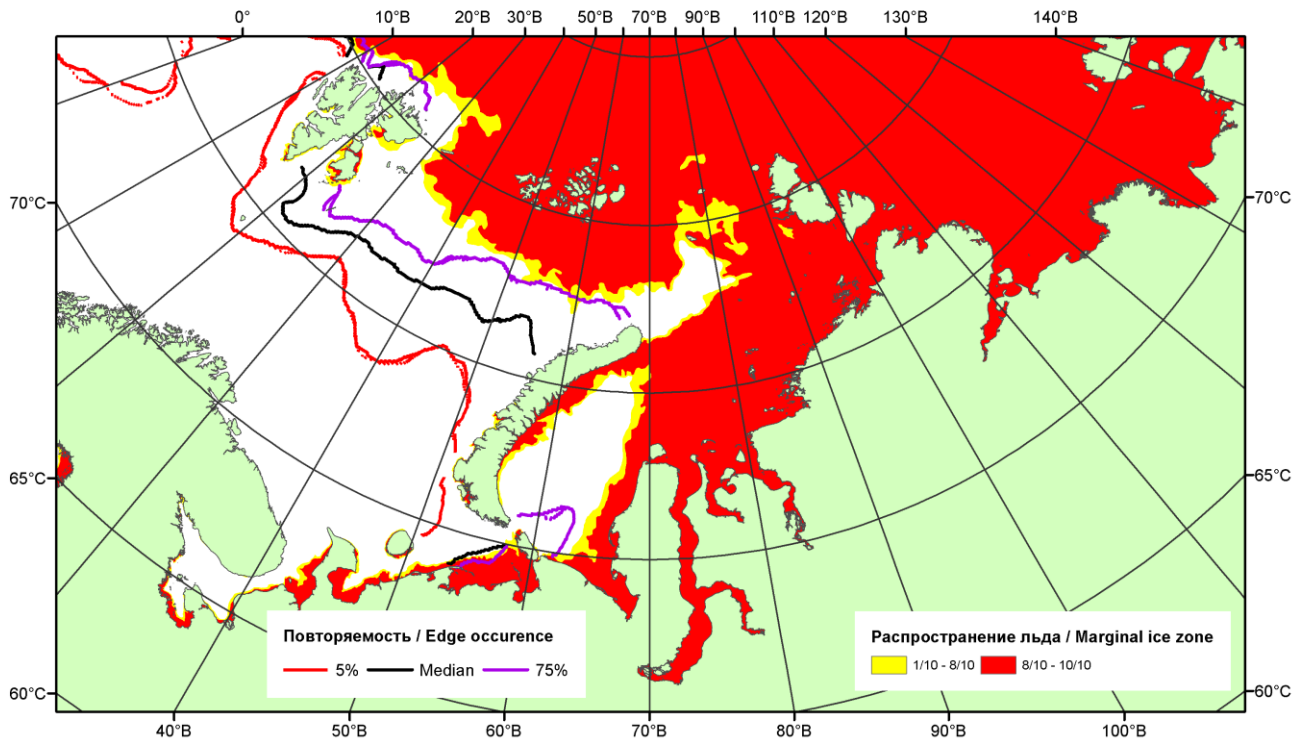 0° 10°В 20°В 30°В 50°В 70°В 90°В 110°В 120°В 130°В 140°В
70°С 70°С
65°С 65°С
60°С 60°С
Повторяемость / Edge occurence
5% Median 75%
Распространение льда / Marginal ice zone
1/10 - 8/10 8/10 - 10/10
40°В 50°В 60°В 70°В 80°В 90°В 100°В